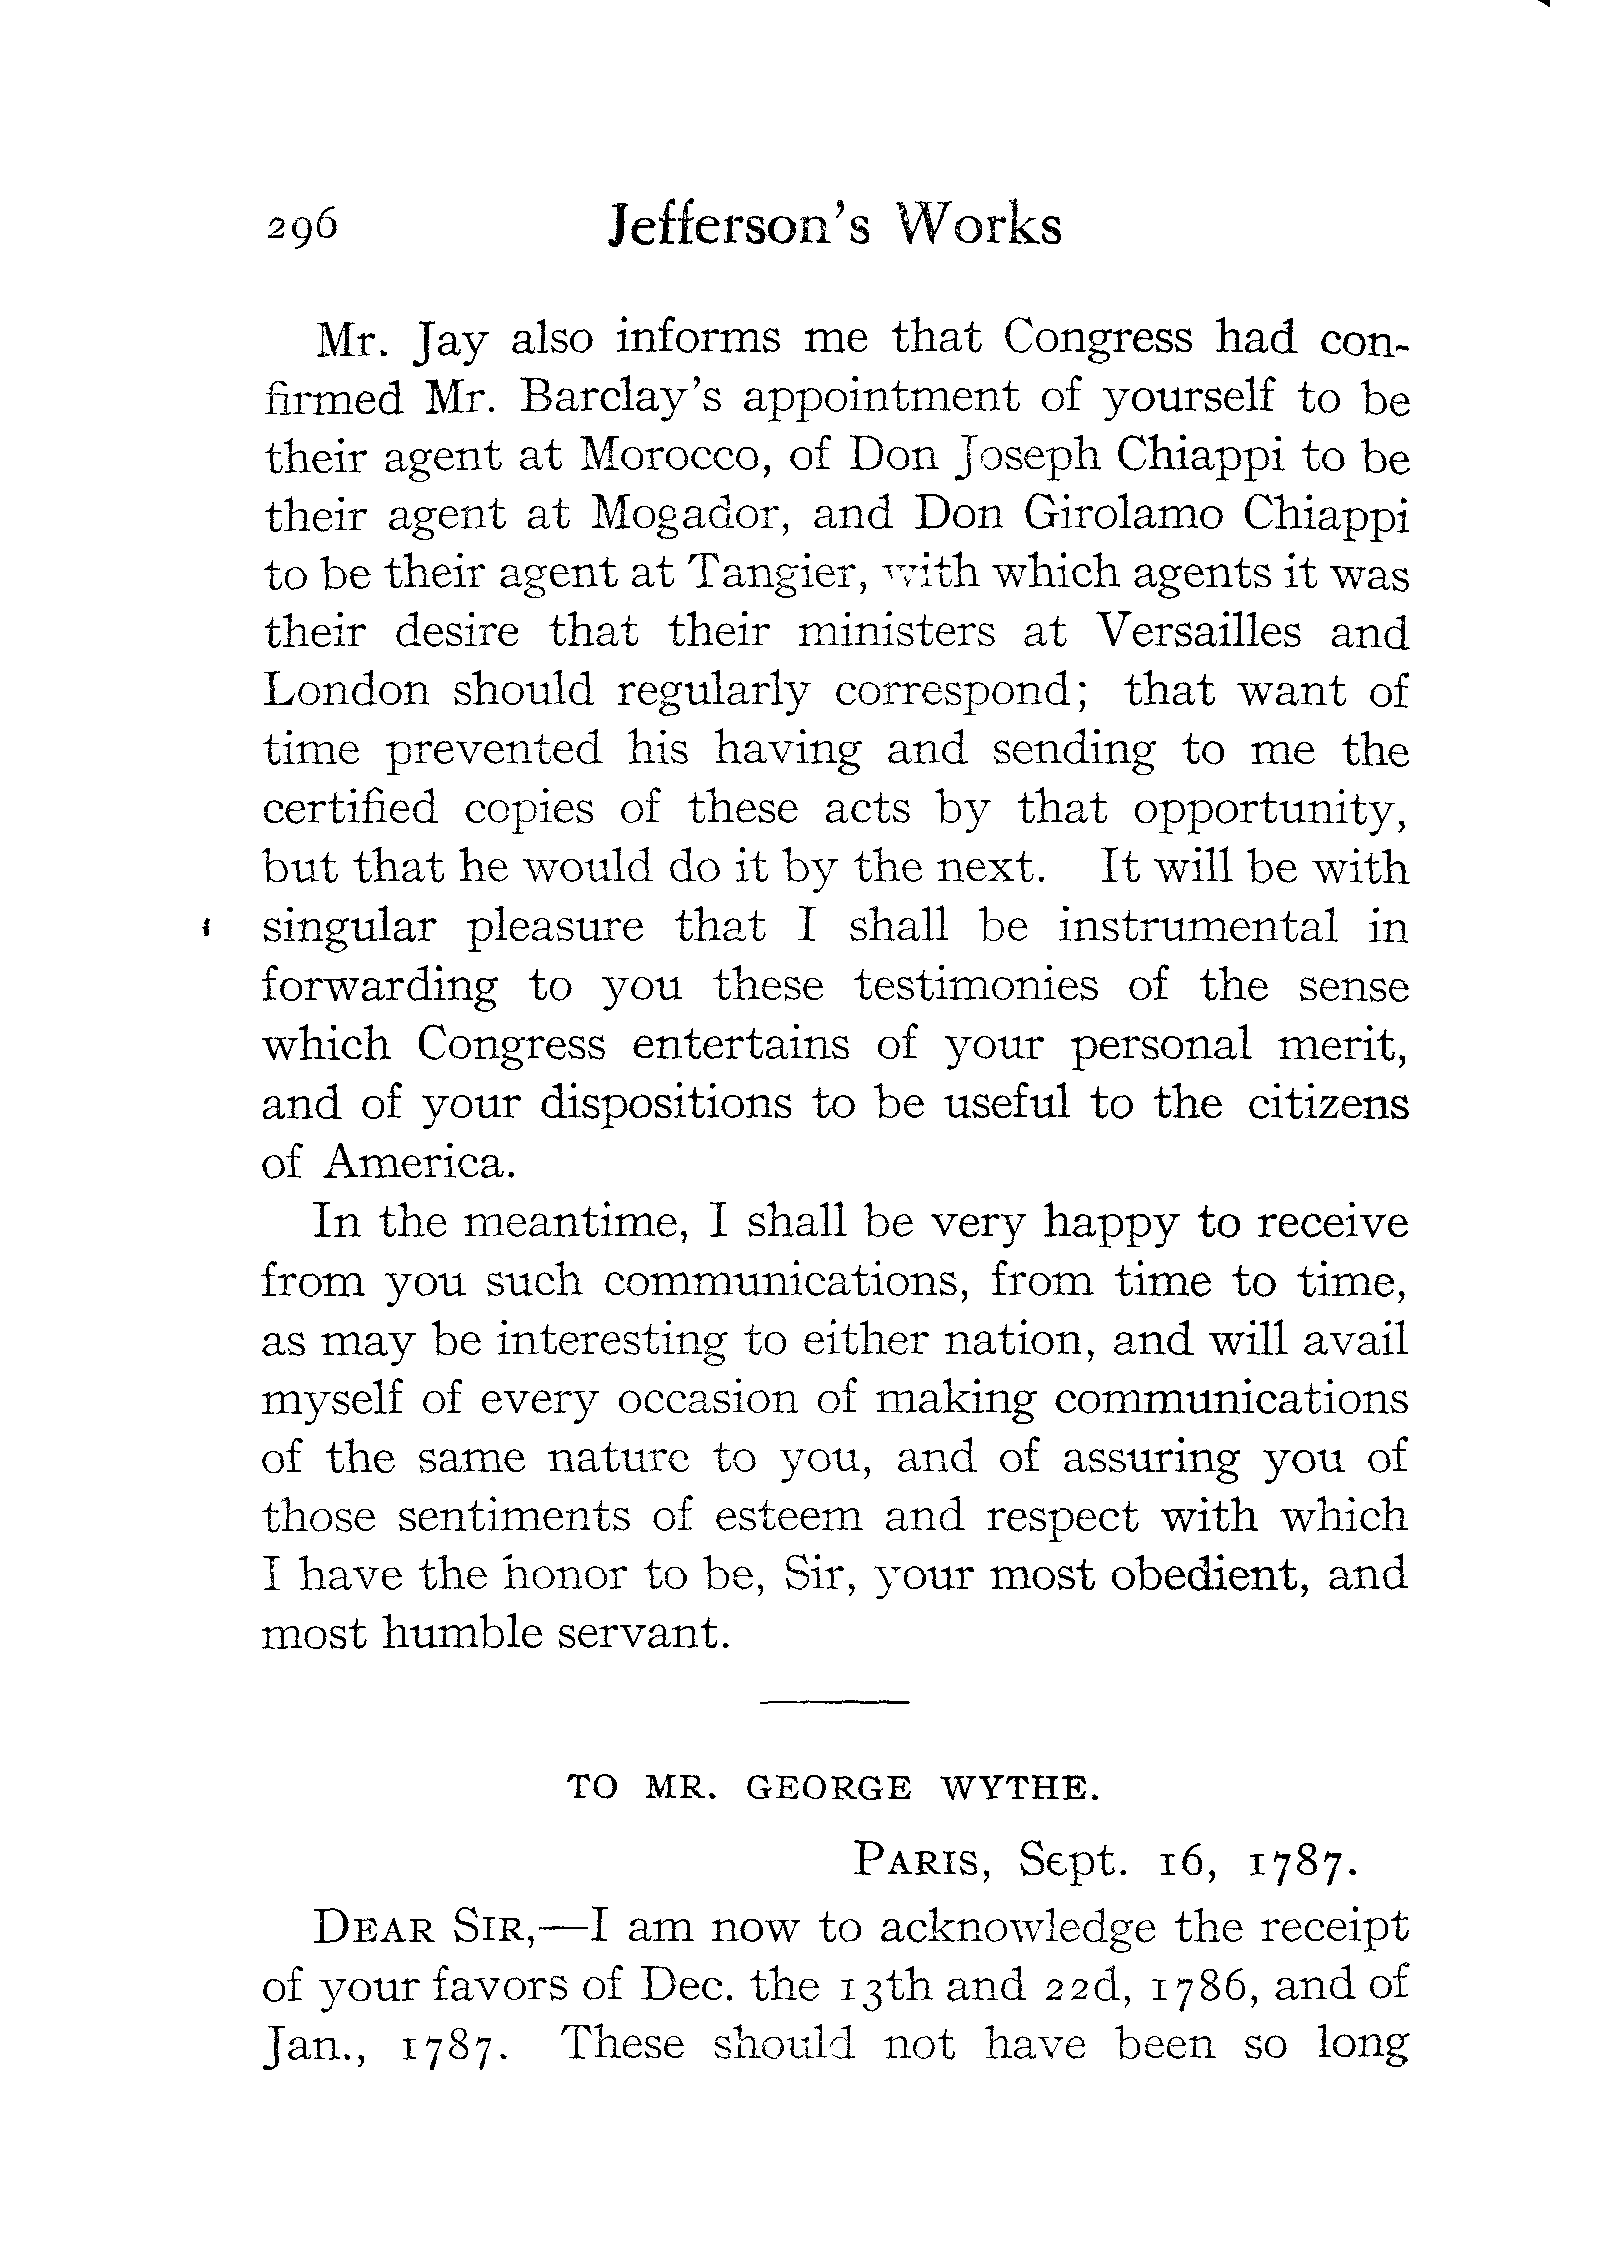 296 Jefferson's Works
Mr. Jay also informs me that Congress had con-
firmed Mr. Barclay's appointment of yourself to be
their agent at Morocco, of Don Joseph Chiappi to be
their agent at Mogador, and Don Girolamo Chiappi
to be their agent at Tangier, with which agents it was
their desire that their ministers at Versailles and
London should regularly correspond; that want of
time prevented his having and sending to me the
certified copies of these acts by that opportunity,
but that he would do it by the next. It will be with
singular pleasure that I shall be instrumental in
forwarding to you these testimonies of the sense
which Congress entertains of your personal merit,
and of your dispositions to be useful to the citizens
of America.
In the meantime, I shall be very happy to receive
from you such communications, from time to time,
as may be interesting to either nation, and will avail
myself of every occasion of making communications
of the same nature to you, and of assuring you of
those sentiments of esteem and respect with which
I have the honor to be, Sir, your most obedient, and
most humble servant.
TO MR. GEORGE WYTHE.
PARIS, Sept. 16, 1787.
DEAR SIR,—I am now to acknowledge the receipt
of your favors of Dec. the 13th and 22d, 1786, and of
Jan., 1787. These should not have been so long